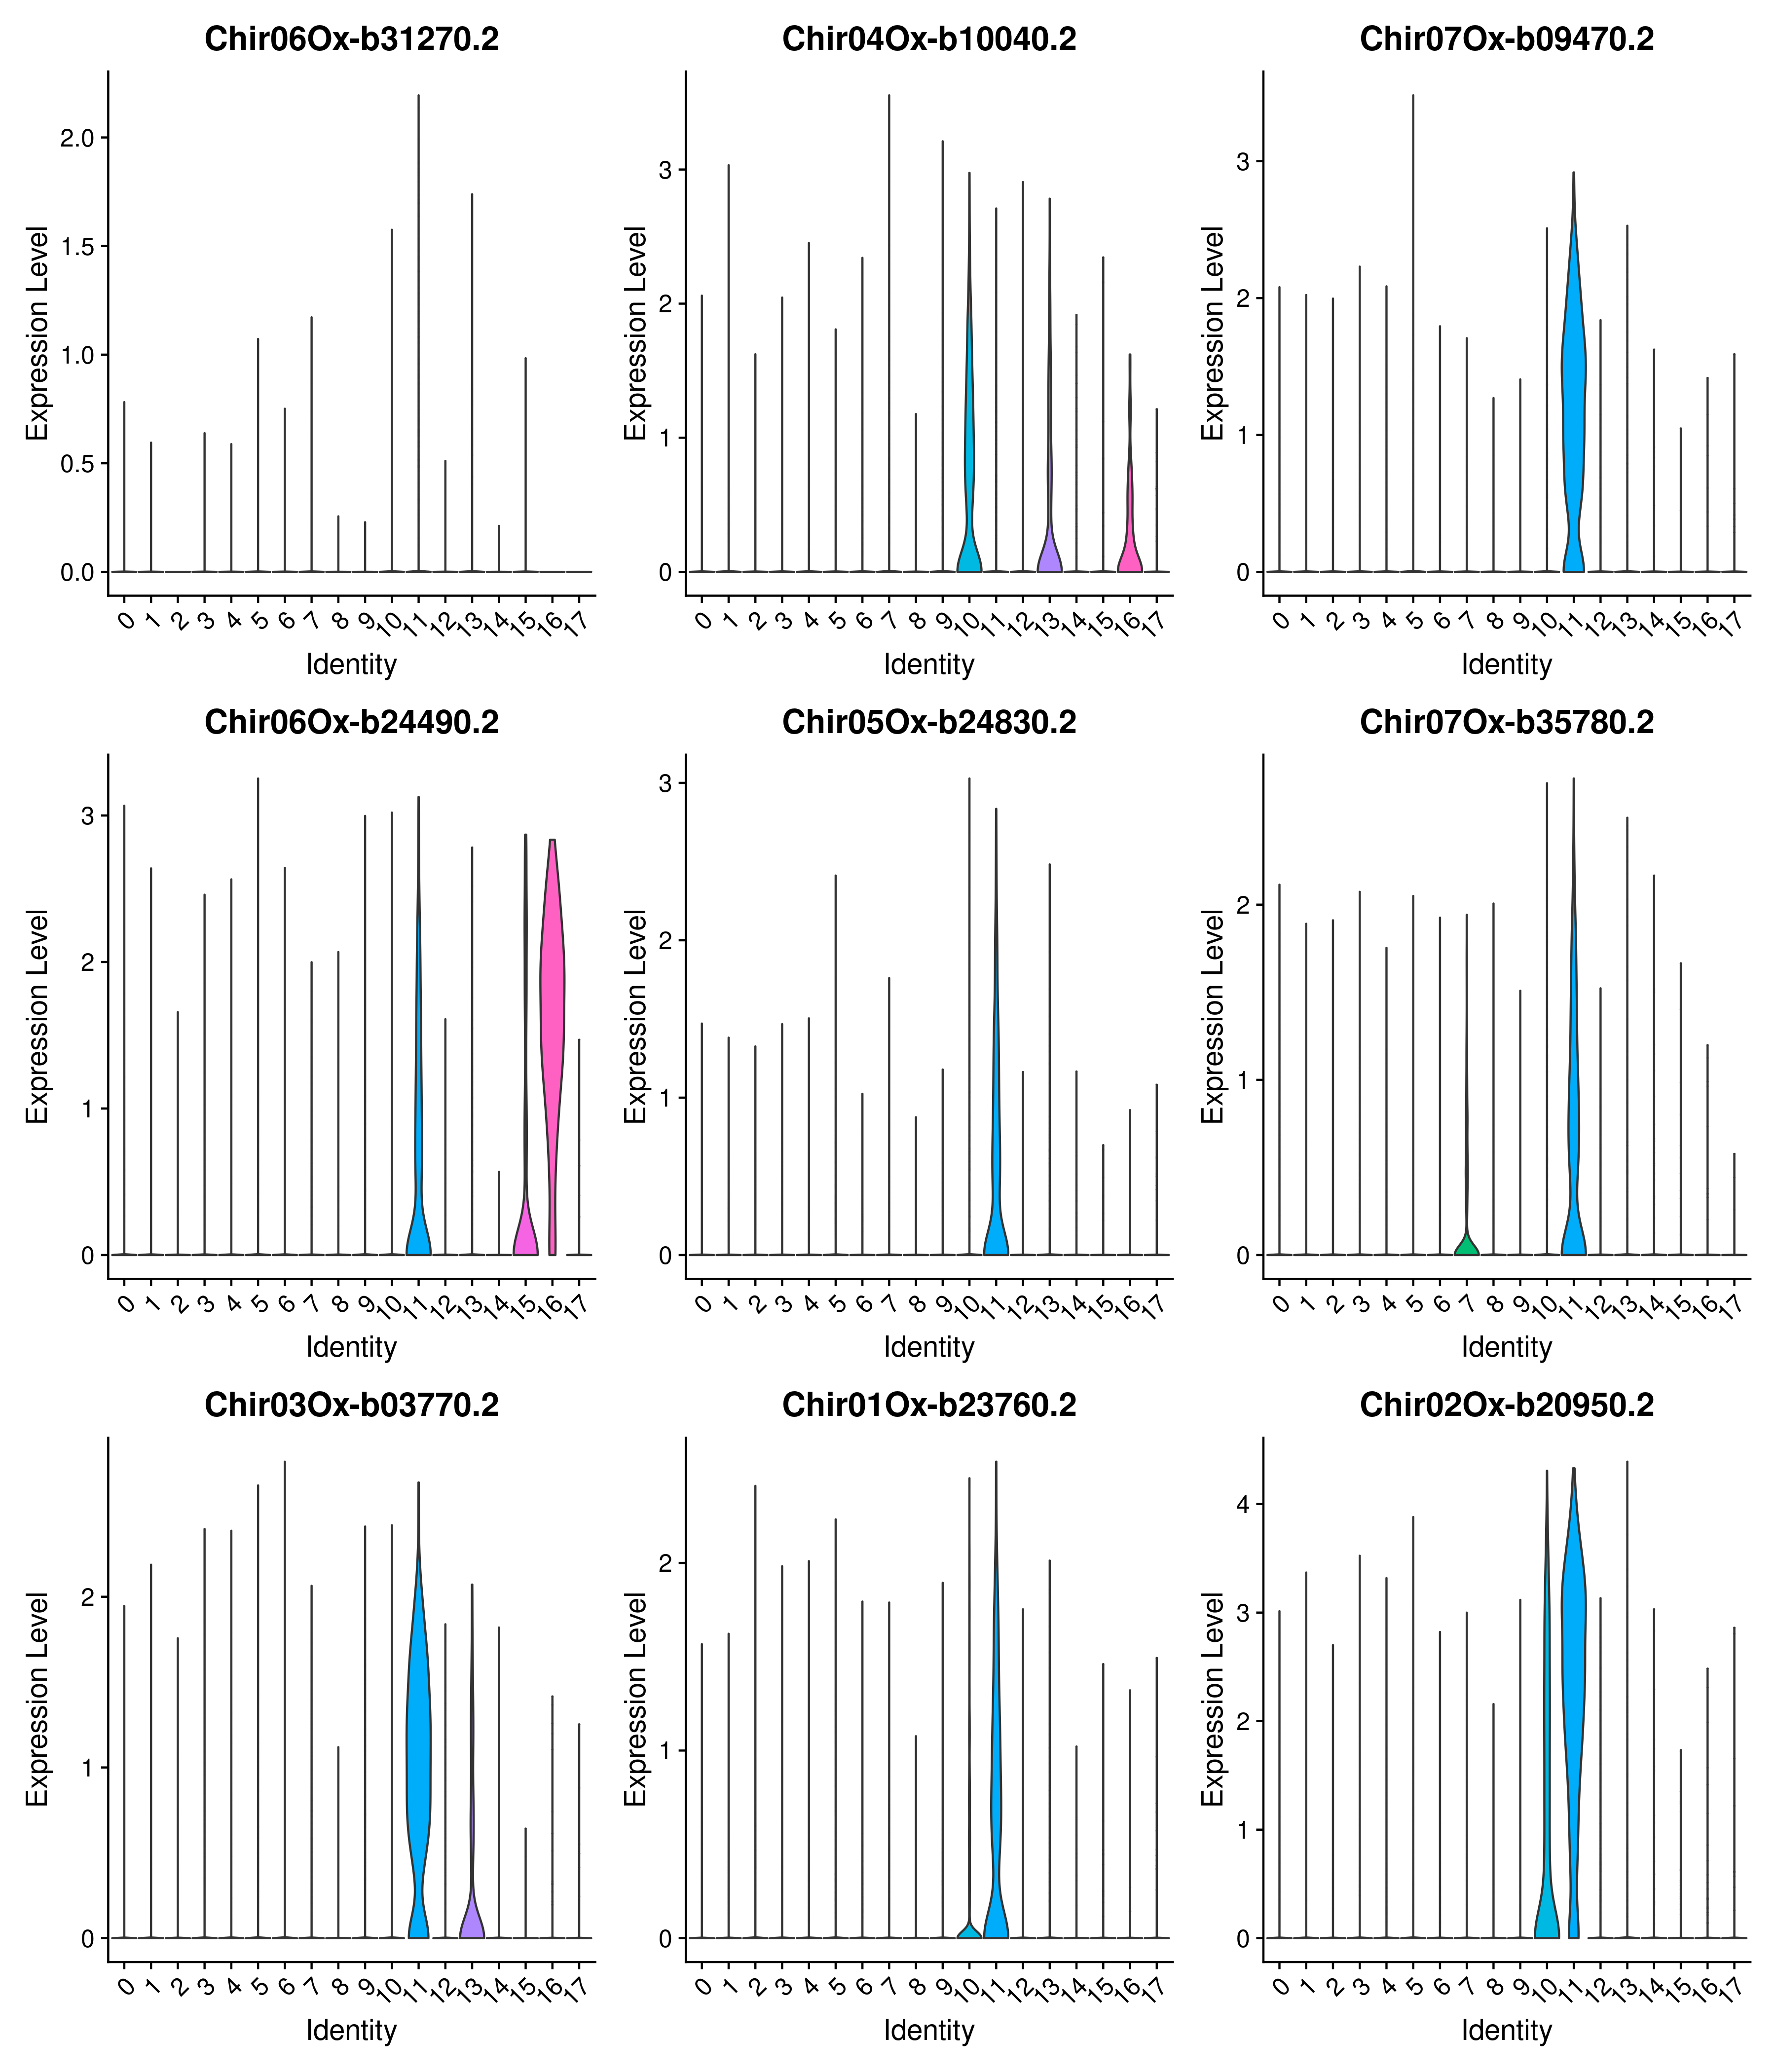 Chir06Ox-b31270.2 Chir04Ox-b10040.2 Chir07Ox-b09470.2
Expression Level Expression Level Expression Level
2.0
1.5
1.0
0.5
0.0
3
2
1
0
3
2
1
0
0 1 2 3 4 5 6 7 8 9 10 11 12 13 14 15 16 17
0 1 2 3 4 5 6 7 8 9 10 11 12 13 14 15 16 17
0 1 2 3 4 5 6 7 8 9 10 11 12 13 14 15 16 17
Identity Identity Identity
Chir06Ox-b24490.2 Chir05Ox-b24830.2 Chir07Ox-b35780.2
Expression Level Expression Level Expression Level
3
2
1
0
3
2
1
0
2
1
0
0 1 2 3 4 5 6 7 8 9 10 11 12 13 14 15 16 17
0 1 2 3 4 5 6 7 8 9 10 11 12 13 14 15 16 17
0 1 2 3 4 5 6 7 8 9 10 11 12 13 14 15 16 17
Identity Identity Identity
Chir03Ox-b03770.2 Chir01Ox-b23760.2 Chir02Ox-b20950.2
Expression Level Expression Level Expression Level
2
1
0
2
1
0
4
3
2
1
0
0 1 2 3 4 5 6 7 8 9 10 11 12 13 14 15 16 17
0 1 2 3 4 5 6 7 8 9 10 11 12 13 14 15 16 17
0 1 2 3 4 5 6 7 8 9 10 11 12 13 14 15 16 17
Identity Identity Identity